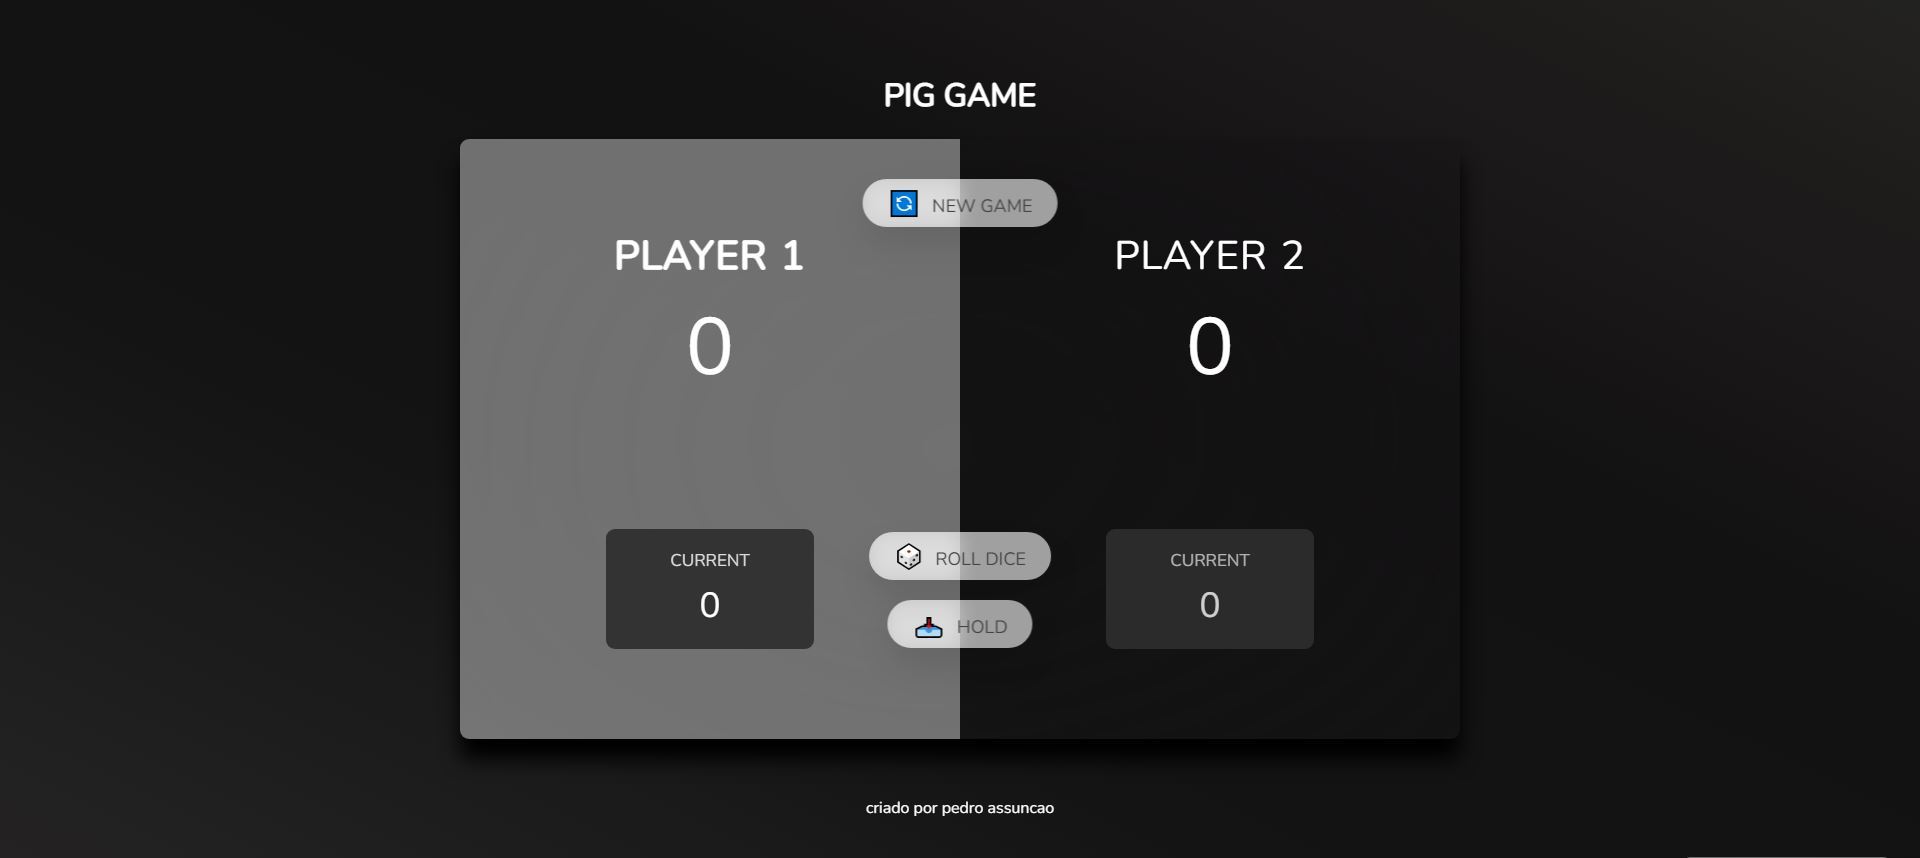 PIG GAME
NEW GAME
PLAYER 1
0
PLAYER 2
0
CURRENT
0
ROLL DICE
HOLD
CURRENT
0
criado por pedro assuncao